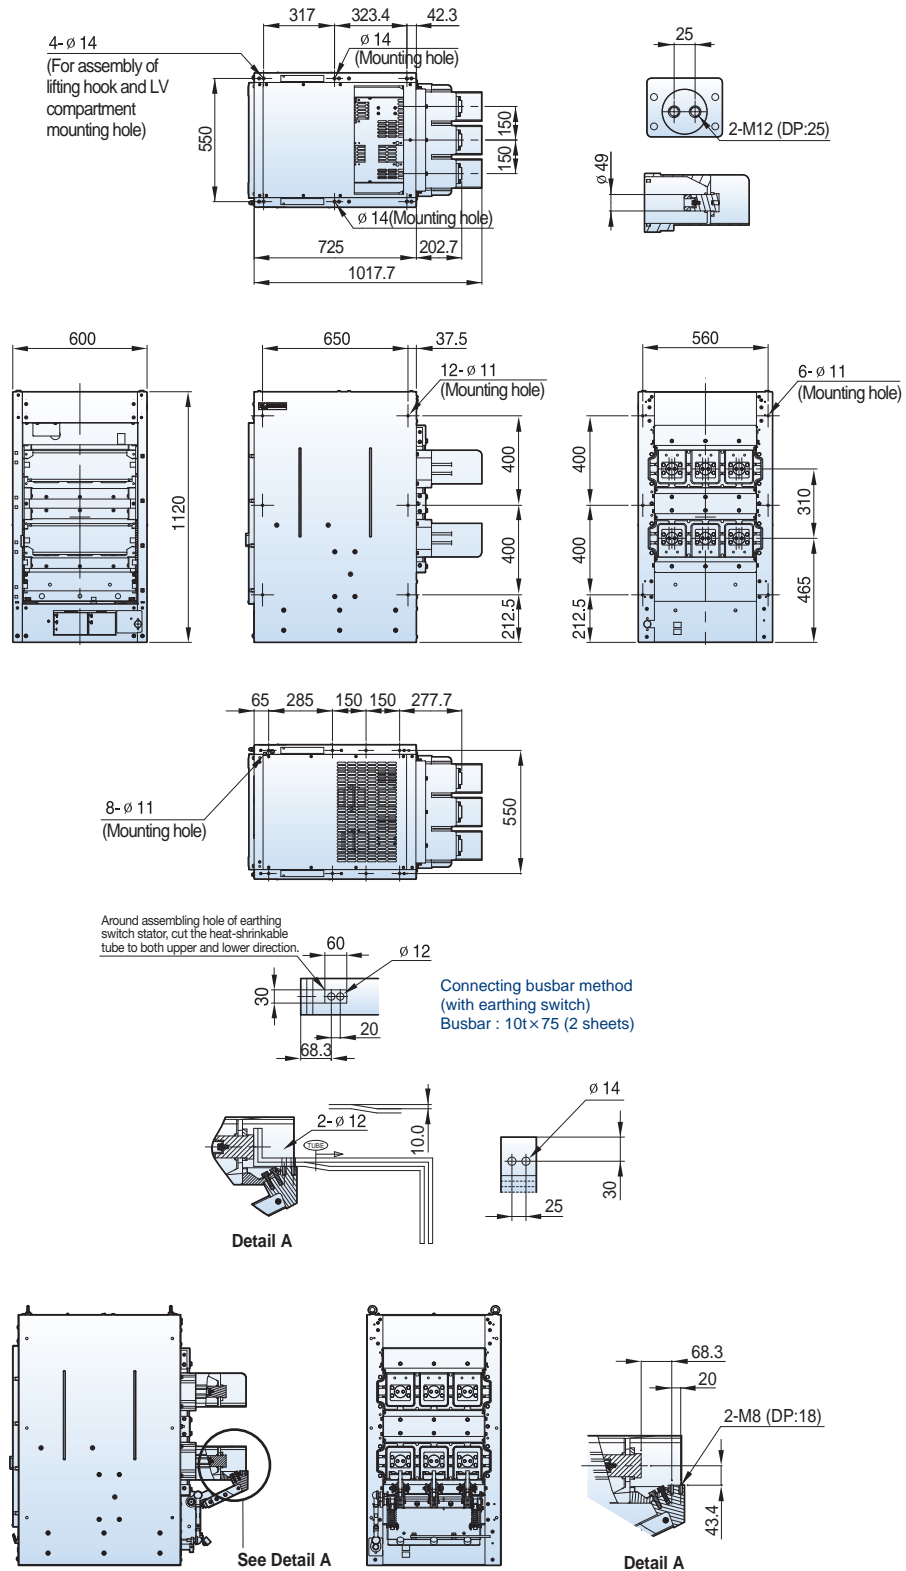 317
323.4
42.3
4- ø 14
(For assembly of
lifting hook and LV
compartment
mounting hole)
ø 14
(Mounting hole)
550
150
150
ø 14(Mounting hole)
725
202.7
1017.7
25
2-M12 (DP:25)
ø 49
600
1120
650
37.5
12- ø 11
(Mounting hole)
400
400
212.5
560
6- ø 11
(Mounting hole)
400
400
212.5
310
465
65
285
150
150
277.7
8- ø 11
(Mounting hole)
550
Around assembling hole of earthing
switch stator, cut the heat-shrinkable
tube to both upper and lower direction.
60
ø 12
30
20
68.3
Connecting busbar method
(with earthing switch)
Busbar : 10t×75 (2 sheets)
2- ø 12
TUBE
10.0
Detail A
ø 14
30
25
See Detail A
68.3
20
2-M8 (DP:18)
43.4
Detail A